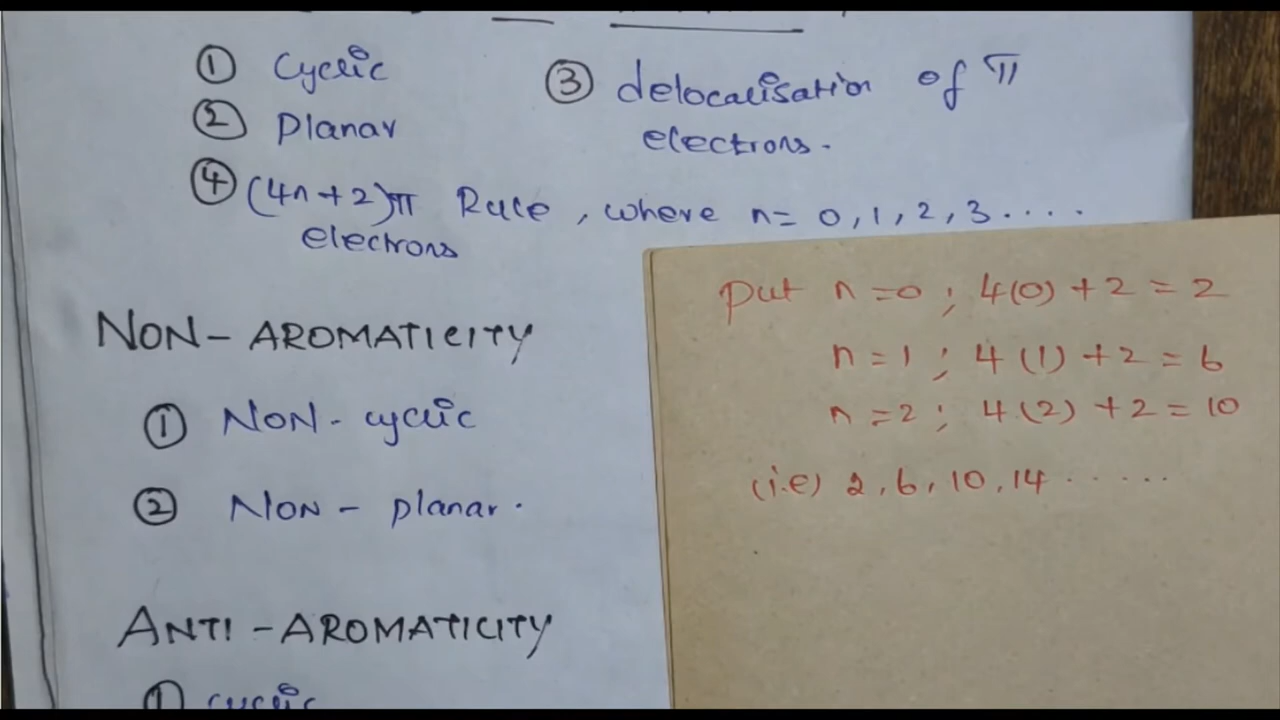 ① Cyclic
② Planar
③ delocalisation of π
electrons.
④ (4n+2)π Rule, where n= 0,1,2,3....
electrons
NON-AROMATICITY
① NON-cyclic
② NON-planar.
ANTI-AROMATICITY
① cyclic
Put n=0; 4(0)+2=2
n=1; 4(1)+2=6
n=2; 4(2)+2=10
(i.e) 2,6,10,14.....